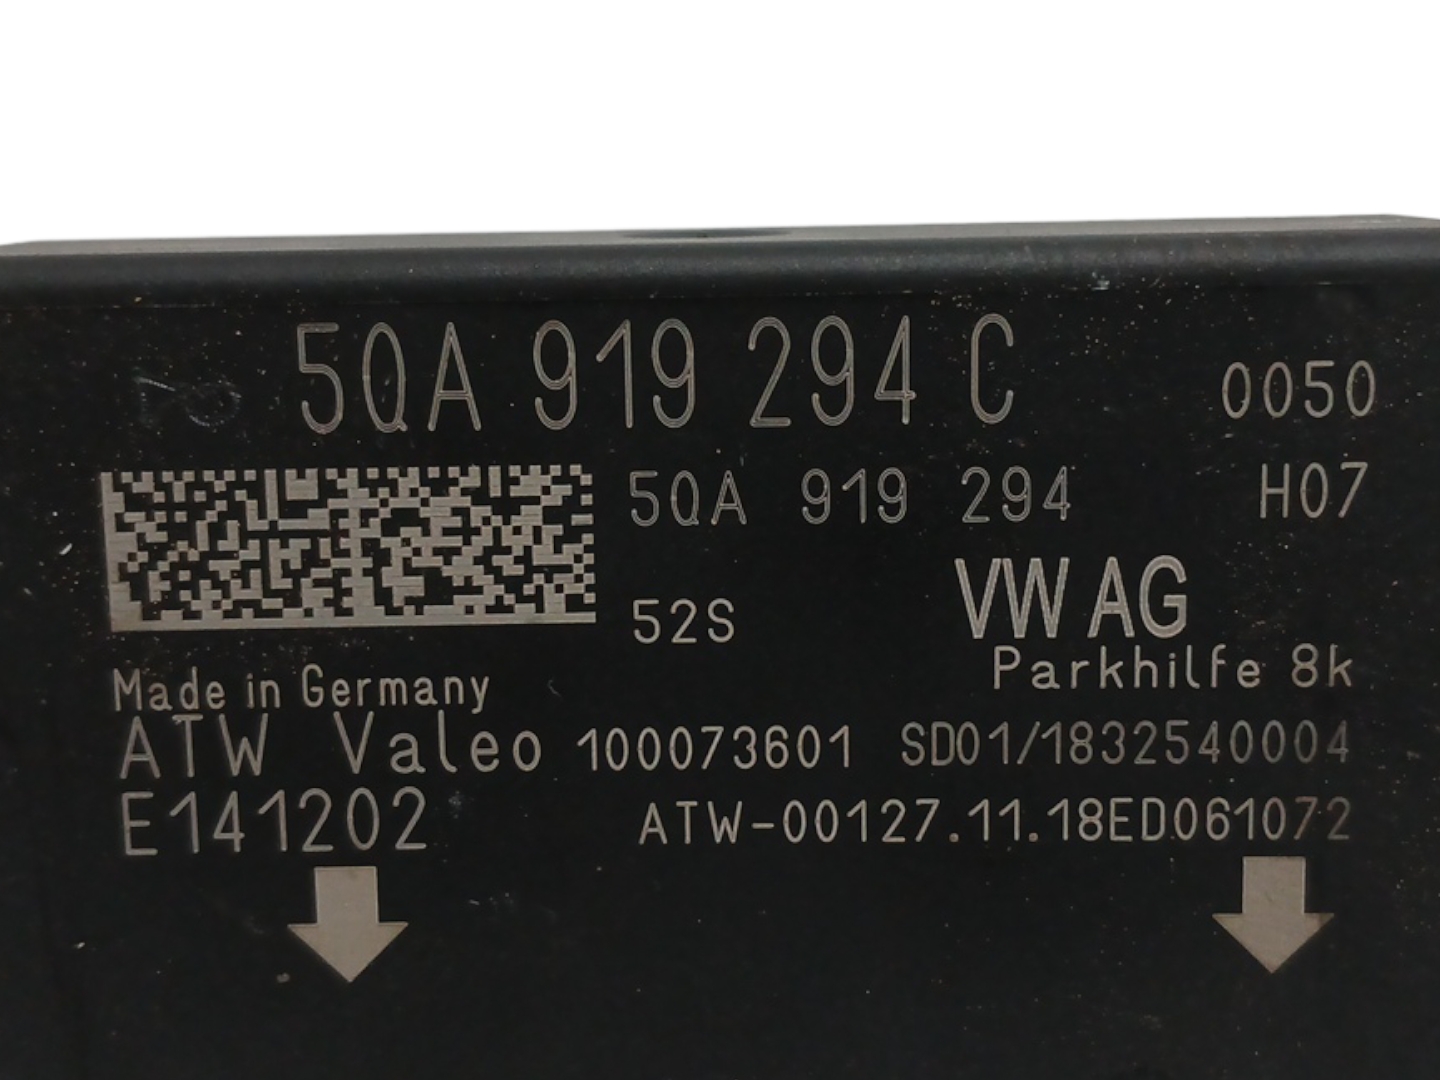 5QA 919 294 C 0050
5QA 919 294 H07
52S VW AG
Parkhilfe 8k
Made in Germany
ATW Valeo 100073601 SD01/1832540004
E141202 ATW-00127.11.18ED061072